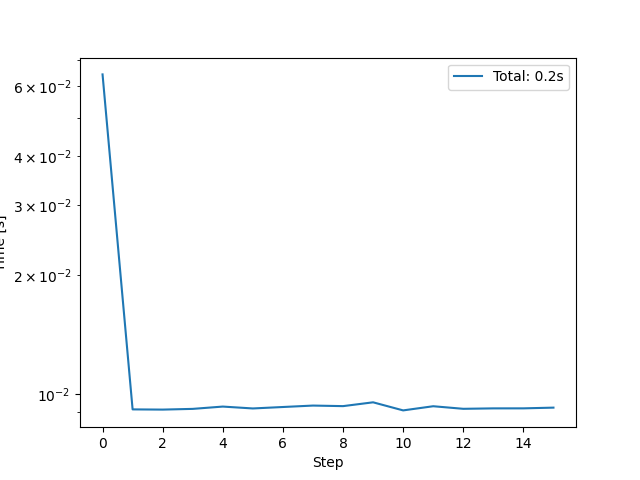 Total: 0.2s
6 × 10⁻²
4 × 10⁻²
3 × 10⁻²
2 × 10⁻²
10⁻²
[s]
0 2 4 6 8 10 12 14
Step